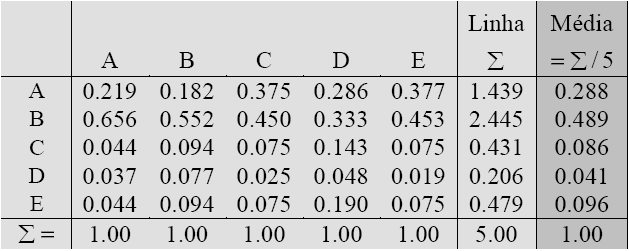 Linha Média
A B C D E Σ = Σ / 5
A 0.219 0.182 0.375 0.286 0.377 1.439 0.288
B 0.656 0.552 0.450 0.333 0.453 2.445 0.489
C 0.044 0.094 0.075 0.143 0.075 0.431 0.086
D 0.037 0.077 0.025 0.048 0.019 0.206 0.041
E 0.044 0.094 0.075 0.190 0.075 0.479 0.096
Σ = 1.00 1.00 1.00 1.00 1.00 5.00 1.00